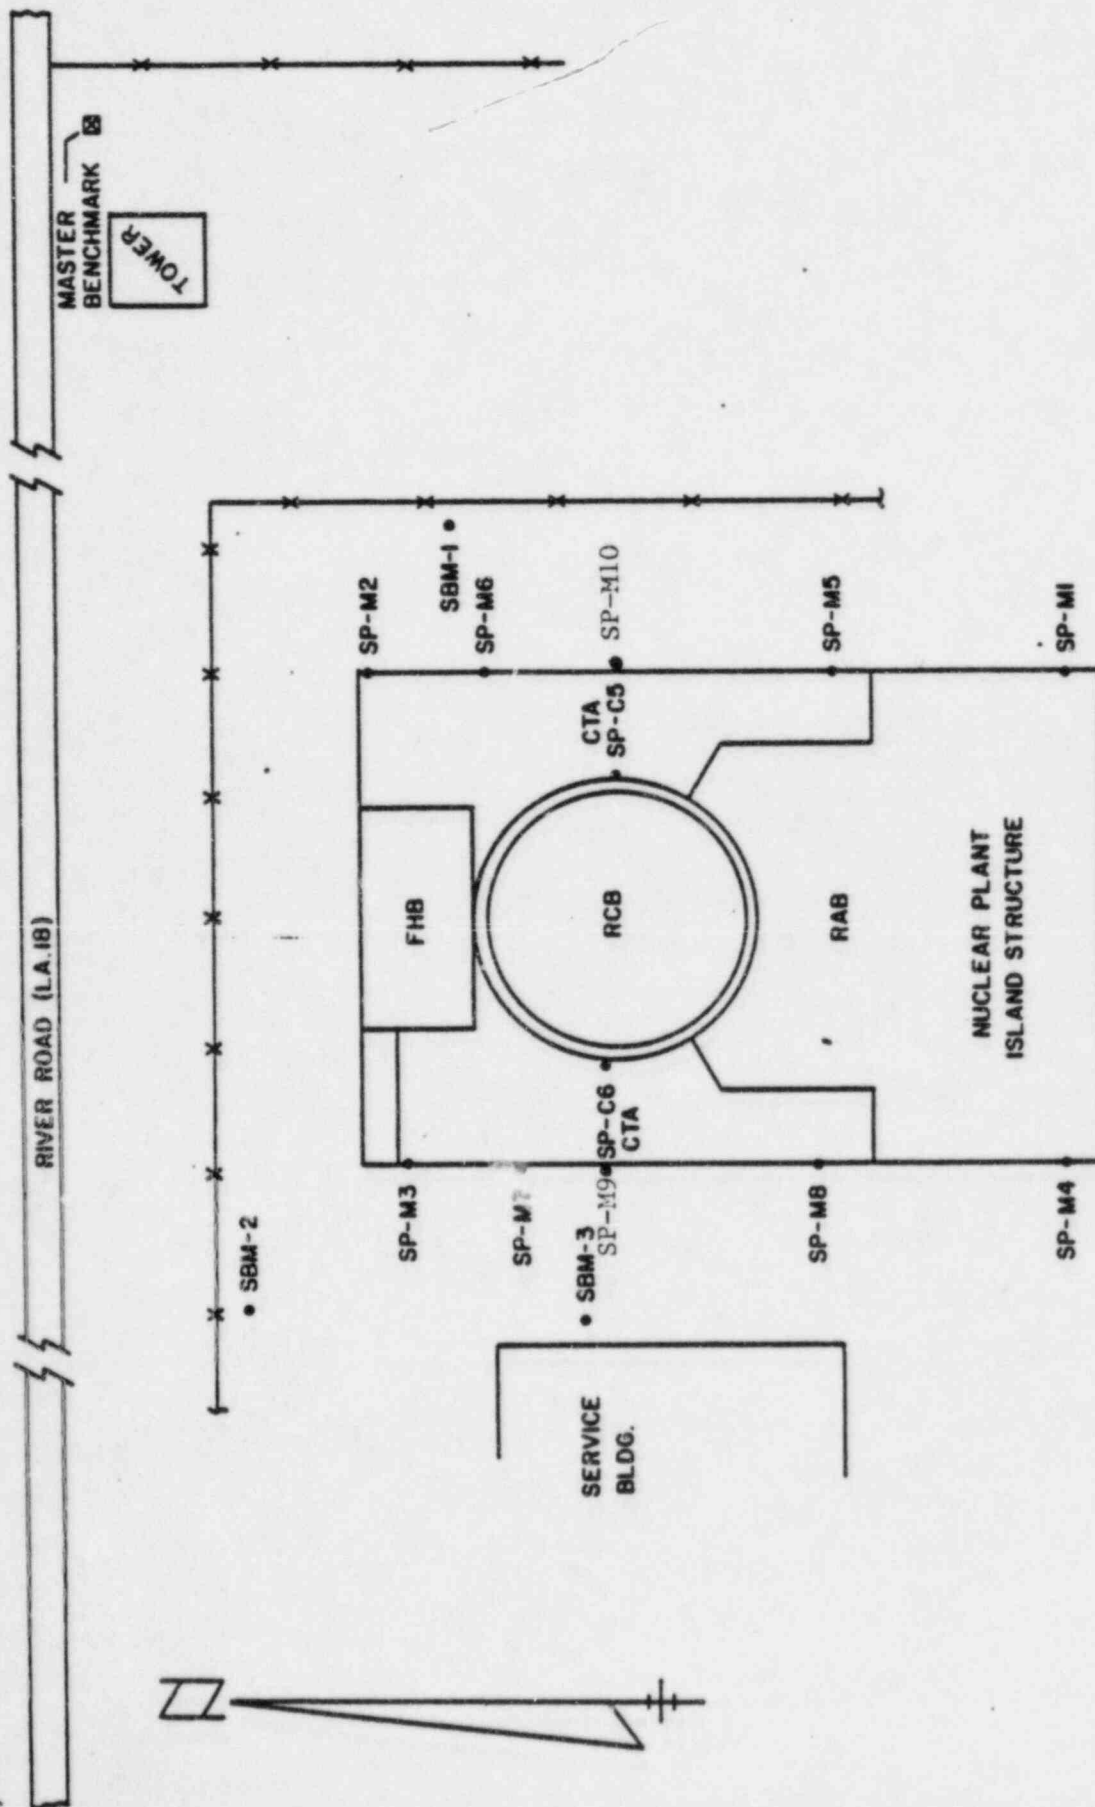 RIVER ROAD (LA.18)
MASTER
BENCHMARK
TOWER
SBM-2
SBM-1
SP-M2
SP-M6
SP-M10
SP-M5
SP-M1
CTA
SP-C5
FHB
RCB
RAB
NUCLEAR PLANT
ISLAND STRUCTURE
SP-C6
CTA
SP-M3
SP-M7
SP-M9
SP-M8
SP-M4
SBM-3
SERVICE
BLDG.
N